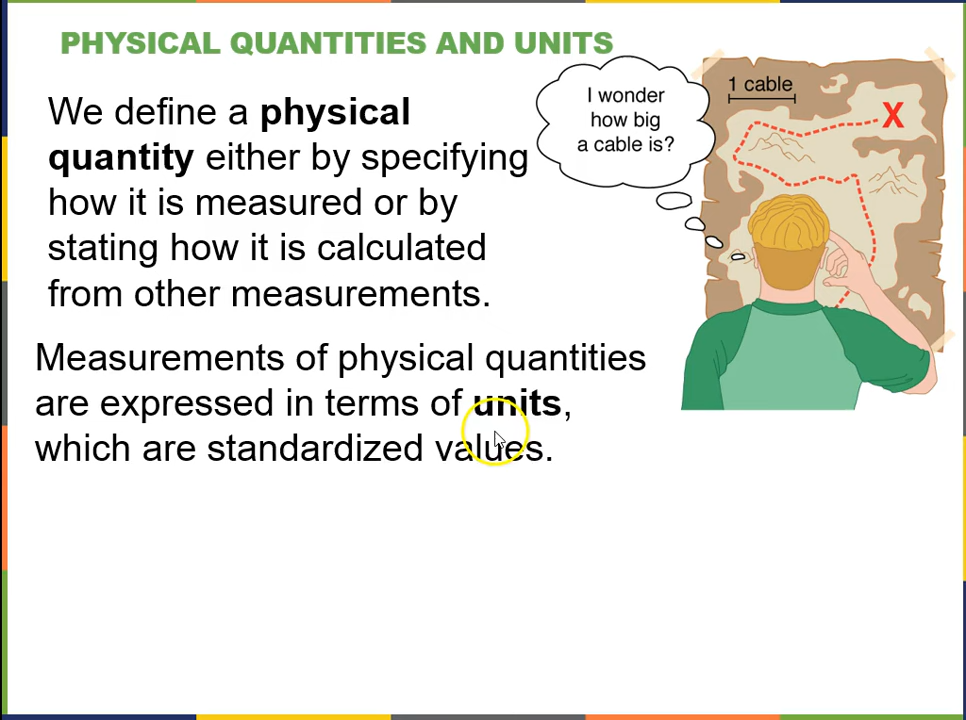 PHYSICAL QUANTITIES AND UNITS
We define a physical
quantity either by specifying
how it is measured or by
stating how it is calculated
from other measurements.
I wonder
how big
a cable is?
1 cable
X
Measurements of physical quantities
are expressed in terms of units,
which are standardized values.